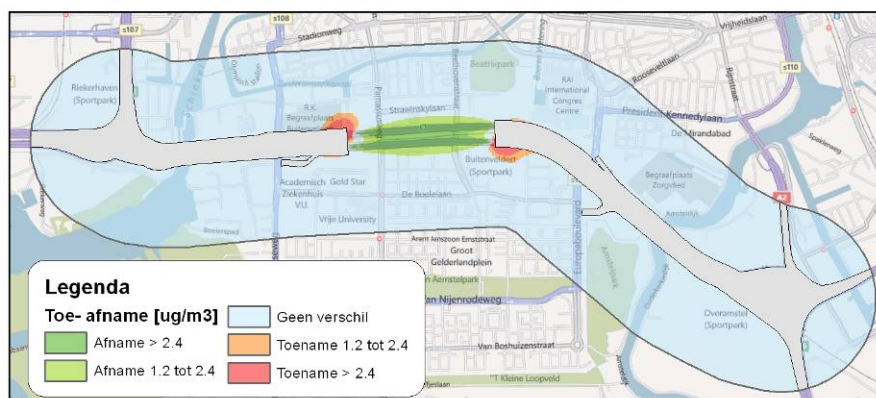 s107
s108
Stadionweg
Vrijheidslaan
s110
Rooseveltlaan
Beatrixpark
Riekerhaven
(Sportpark)
RAI
International
Congres
Centre
R.K.
Begraafplaats
Strawinskylaan
President Kennedylaan
De Mirandabad
Buitenveldert
(Sportpark)
Begraafplaats
Zorgvlied
Academisch
Ziekenhuis
V.U.
Gold Star
De Boelelaan
A2
Vrije University
Amsteldijk
Europaboulevard
Arent Janszoon Ernststraat
Groot
Gelderlandplein
Amstelpark
van Nijenrodeweg
Overamstel
(Sportpark)
Van Boshuizenstraat
'T Kleine Loopveld
Legenda
Toe- afname [ug/m3]
Geen verschil
Afname > 2.4
Toename 1.2 tot 2.4
Afname 1.2 tot 2.4
Toename > 2.4